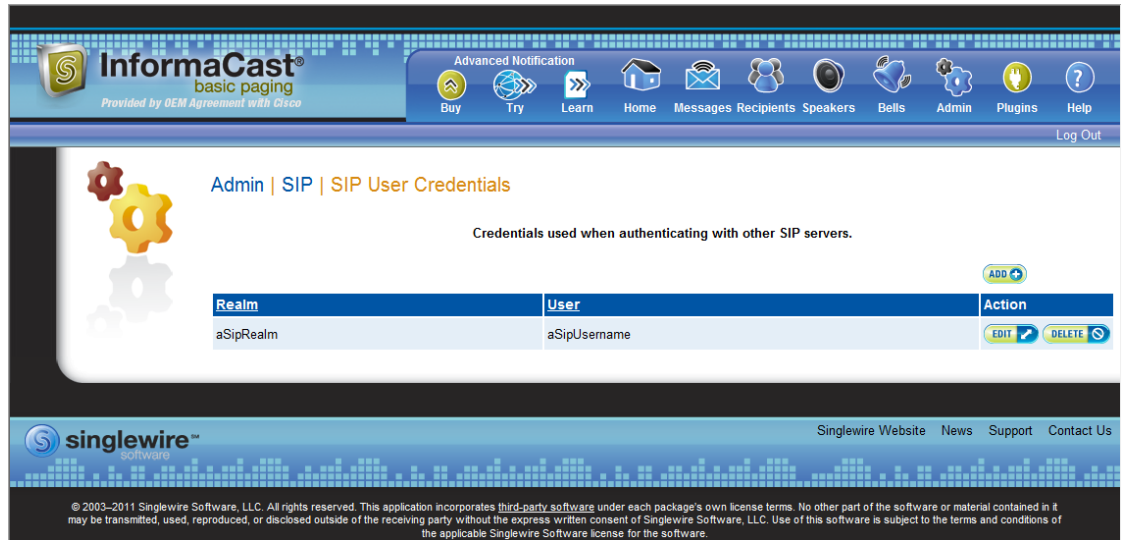 InformaCast®
basic paging
Provided by OEM Agreement with Cisco
Advanced Notification
Buy Try Learn Home Messages Recipients Speakers Bells Admin Plugins Help
Log Out
Admin | SIP | SIP User Credentials
Credentials used when authenticating with other SIP servers.
ADD
Realm User Action
aSipRealm aSipUsername EDIT DELETE
singlewire℠
software
Singlewire Website News Support Contact Us
© 2003–2011 Singlewire Software, LLC. All rights reserved. This application incorporates third-party software under each package's own license terms. No other part of the software or material contained in it
may be transmitted, used, reproduced, or disclosed outside of the receiving party without the express written consent of Singlewire Software, LLC. Use of this software is subject to the terms and conditions of
the applicable Singlewire Software license for the software.